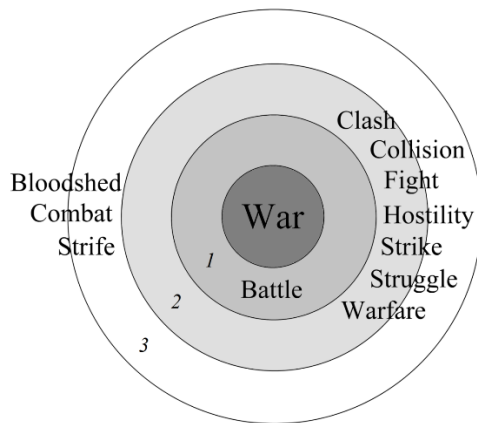 Clash
Collision
Bloodshed
Fight
Combat
War
Hostility
Strife
Strike
1
Battle
Struggle
2
Warfare
3